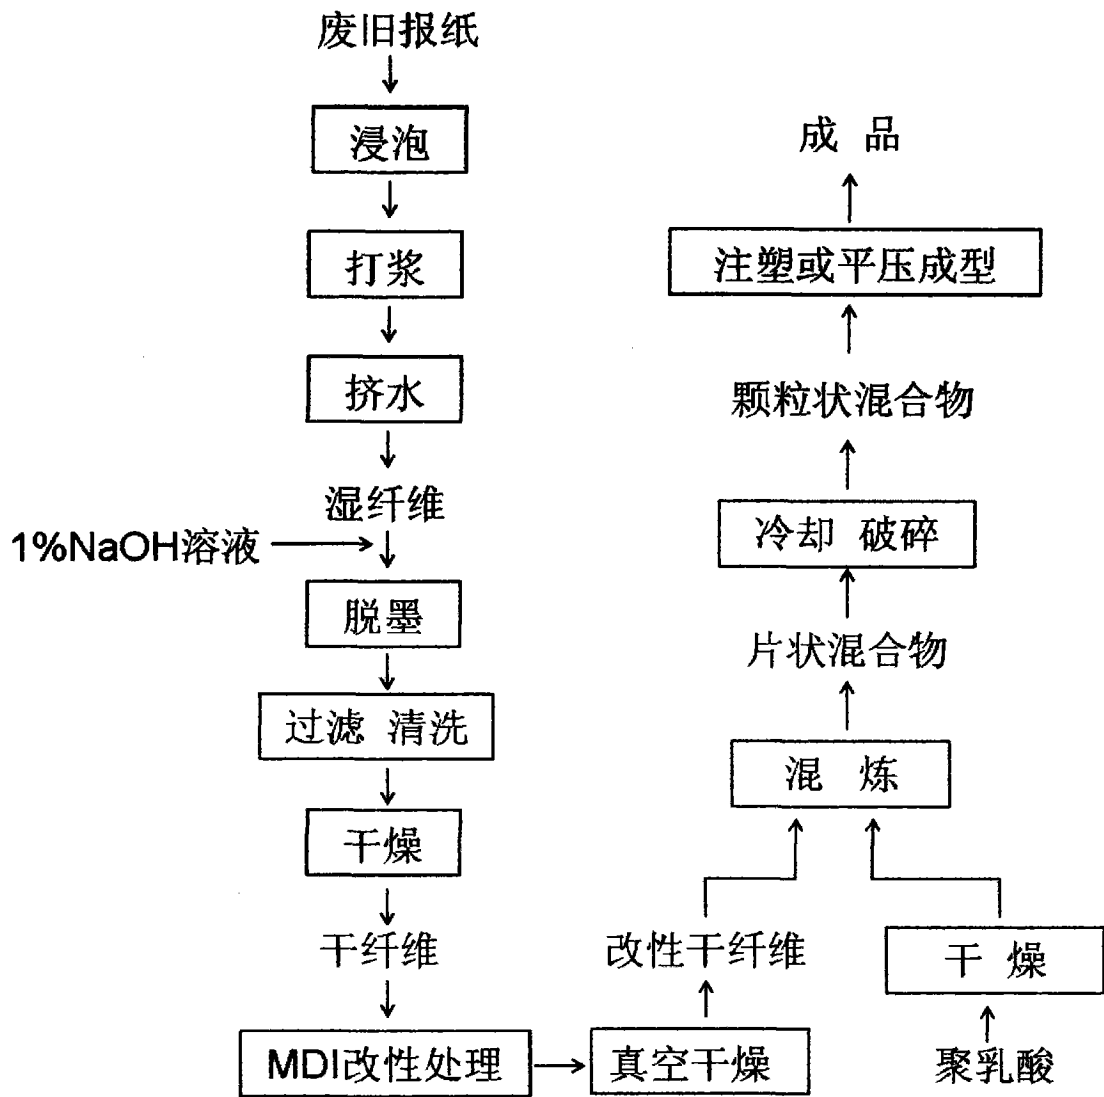 废旧报纸
浸泡
打浆
挤水
湿纤维
1%NaOH溶液
脱墨
过滤 清洗
干燥
干纤维
MDI改性处理
真空干燥
改性干纤维
聚乳酸
干 燥
混 炼
片状混合物
冷却 破碎
颗粒状混合物
注塑或平压成型
成 品